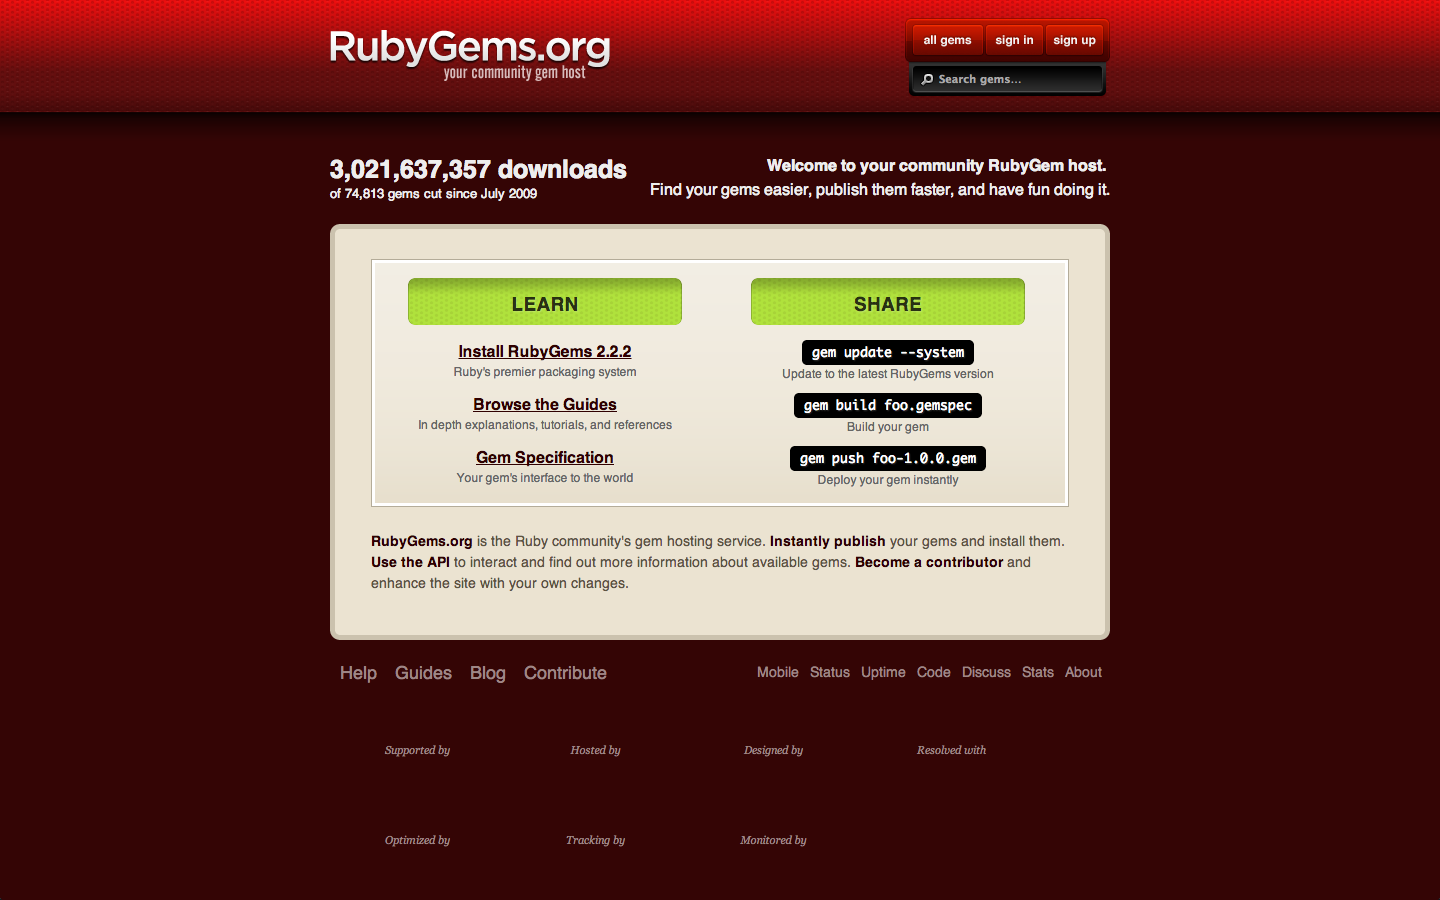 RubyGems.org
your community gem host
all gems
sign in
sign up
Search gems...
3,021,637,357 downloads
of 74,813 gems cut since July 2009
Welcome to your community RubyGem host.
Find your gems easier, publish them faster, and have fun doing it.
LEARN
Install RubyGems 2.2.2
Ruby's premier packaging system
Browse the Guides
In depth explanations, tutorials, and references
Gem Specification
Your gem's interface to the world
SHARE
gem update --system
Update to the latest RubyGems version
gem build foo.gemspec
Build your gem
gem push foo-1.0.0.gem
Deploy your gem instantly
RubyGems.org is the Ruby community's gem hosting service. Instantly publish your gems and install them.
Use the API to interact and find out more information about available gems. Become a contributor and
enhance the site with your own changes.
Help Guides Blog Contribute
Mobile Status Uptime Code Discuss Stats About
Supported by
Hosted by
Designed by
Resolved with
Optimized by
Tracking by
Monitored by